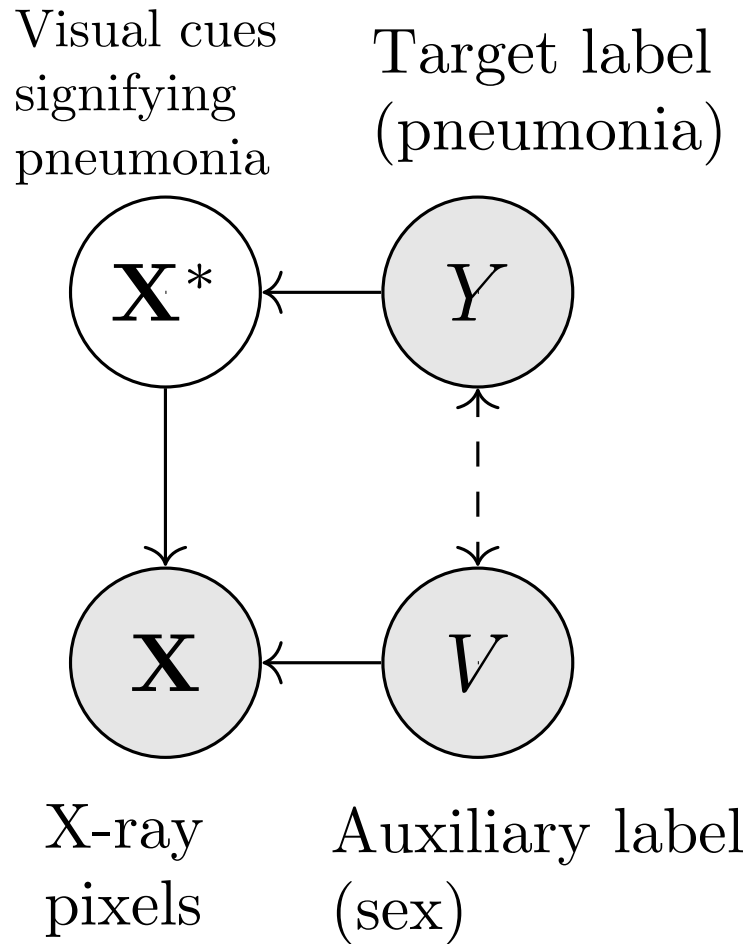 Visual cues
signifying
pneumonia
Target label
(pneumonia)
X*
Y
X
V
X-ray
pixels
Auxiliary label
(sex)